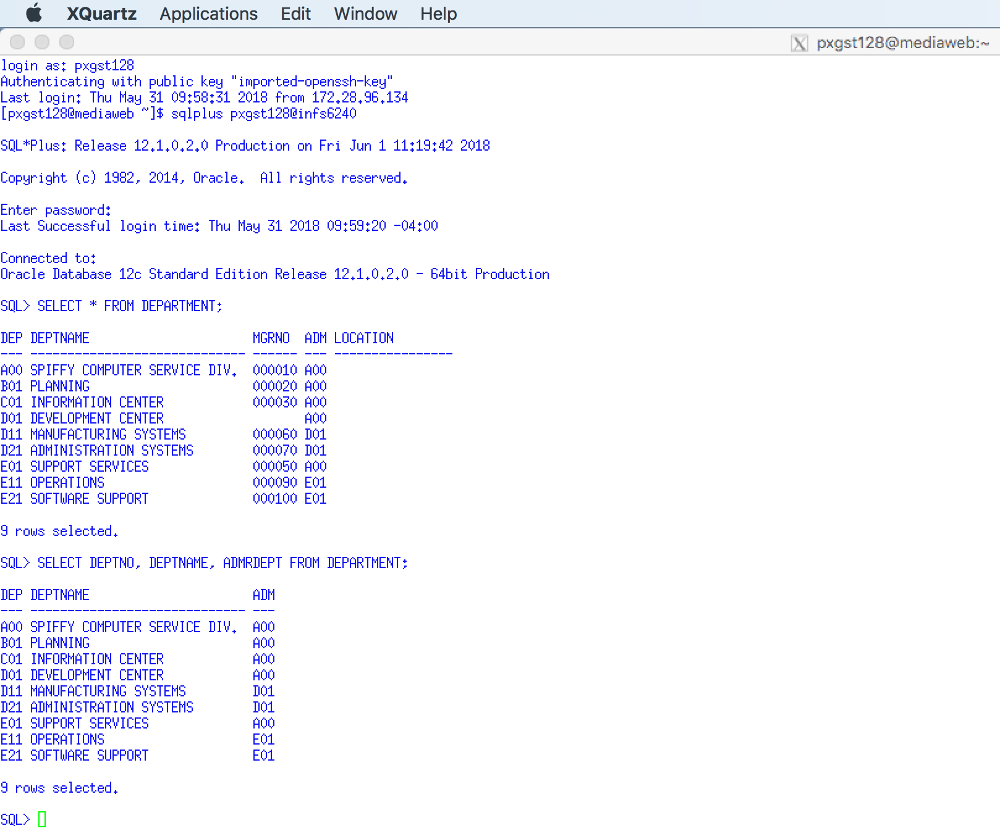 XQuartz Applications Edit Window Help
X pxgst128@mediaweb:~
login as: pxgst128
Authenticating with public key "imported-openssh-key"
Last login: Thu May 31 09:58:31 2018 from 172.28.96.134
[pxgst128@mediaweb ~]$ sqlplus pxgst128@infs6240
SQL*Plus: Release 12.1.0.2.0 Production on Fri Jun 1 11:19:42 2018
Copyright (c) 1982, 2014, Oracle.  All rights reserved.
Enter password:
Last Successful login time: Thu May 31 2018 09:59:20 -04:00
Connected to:
Oracle Database 12c Standard Edition Release 12.1.0.2.0 - 64bit Production
SQL> SELECT * FROM DEPARTMENT;
DEP DEPTNAME                      MGRNO  ADM LOCATION
--- ----------------------------- ------ --- ----------------
A00 SPIFFY COMPUTER SERVICE DIV.  000010 A00
B01 PLANNING                      000020 A00
C01 INFORMATION CENTER            000030 A00
D01 DEVELOPMENT CENTER                   A00
D11 MANUFACTURING SYSTEMS         000060 D01
D21 ADMINISTRATION SYSTEMS        000070 D01
E01 SUPPORT SERVICES              000050 A00
E11 OPERATIONS                    000090 E01
E21 SOFTWARE SUPPORT              000100 E01
9 rows selected.
SQL> SELECT DEPTNO, DEPTNAME, ADMRDEPT FROM DEPARTMENT;
DEP DEPTNAME                      ADM
--- ----------------------------- ---
A00 SPIFFY COMPUTER SERVICE DIV.  A00
B01 PLANNING                      A00
C01 INFORMATION CENTER            A00
D01 DEVELOPMENT CENTER            A00
D11 MANUFACTURING SYSTEMS         D01
D21 ADMINISTRATION SYSTEMS        D01
E01 SUPPORT SERVICES              A00
E11 OPERATIONS                    E01
E21 SOFTWARE SUPPORT              E01
9 rows selected.
SQL>